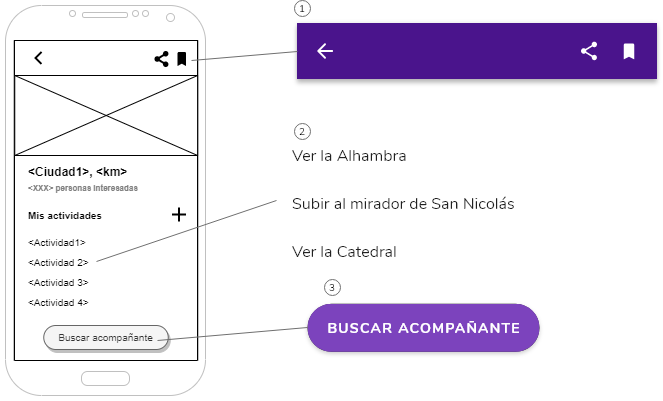 <Ciudad1>, <km>
<XXX> personas interesadas
Mis actividades
<Actividad1>
<Actividad 2>
<Actividad 3>
<Actividad 4>
Buscar acompañante
1
2
Ver la Alhambra
Subir al mirador de San Nicolás
Ver la Catedral
3
BUSCAR ACOMPAÑANTE